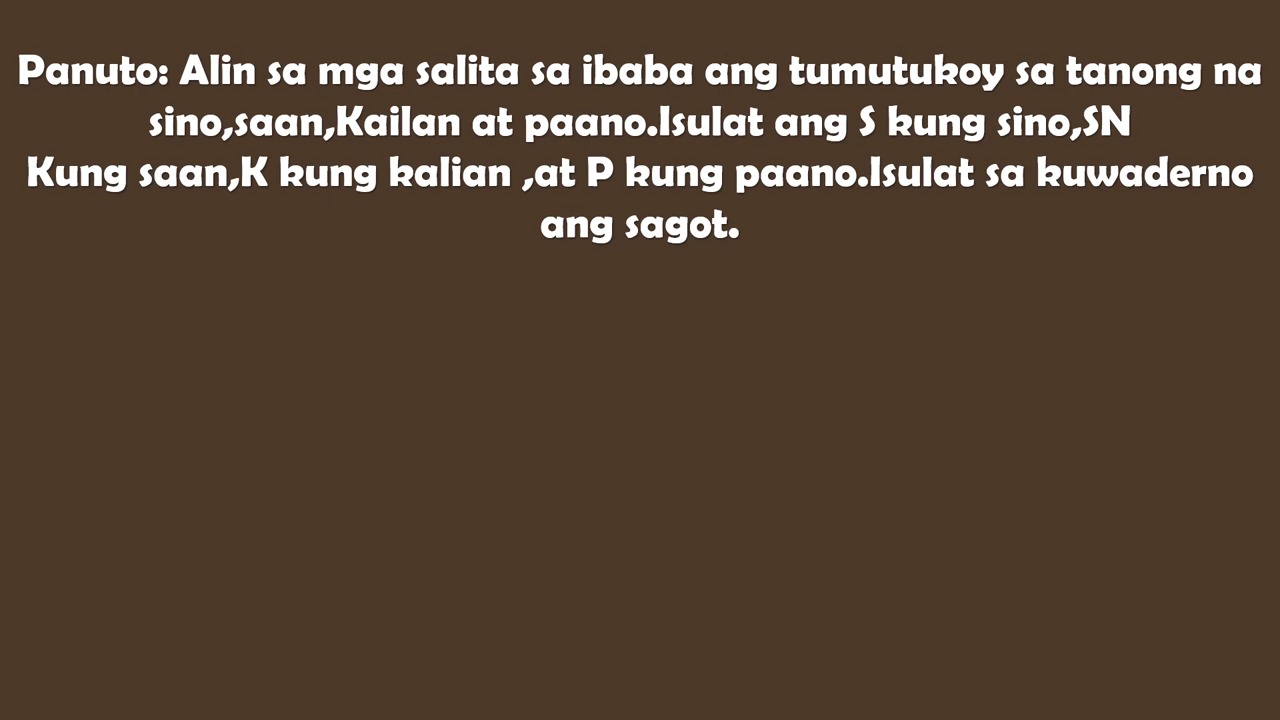 Panuto: Alin sa mga salita sa ibaba ang tumutukoy sa tanong na
sino,saan,Kailan at paano.Isulat ang S kung sino,SN
Kung saan,K kung kalian ,at P kung paano.Isulat sa kuwaderno
ang sagot.